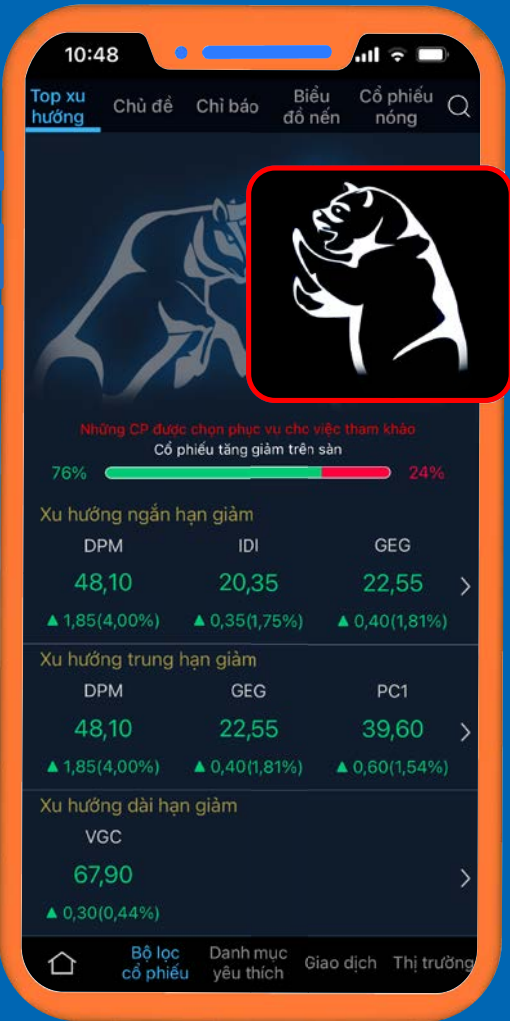 10:48
Top xu hướng
Chủ đề
Chỉ báo
Biểu đồ nến
Cổ phiếu nóng
Những CP được chọn phục vụ cho việc tham khảo
Cổ phiếu tăng giảm trên sàn
76% 24%
Xu hướng ngắn hạn giảm
DPM IDI GEG
48,10 20,35 22,55
▲ 1,85(4,00%) ▲ 0,35(1,75%) ▲ 0,40(1,81%)
Xu hướng trung hạn giảm
DPM GEG PC1
48,10 22,55 39,60
▲ 1,85(4,00%) ▲ 0,40(1,81%) ▲ 0,60(1,54%)
Xu hướng dài hạn giảm
VGC
67,90
▲ 0,30(0,44%)
Bộ lọc cổ phiếu
Danh mục yêu thích
Giao dịch
Thị trường